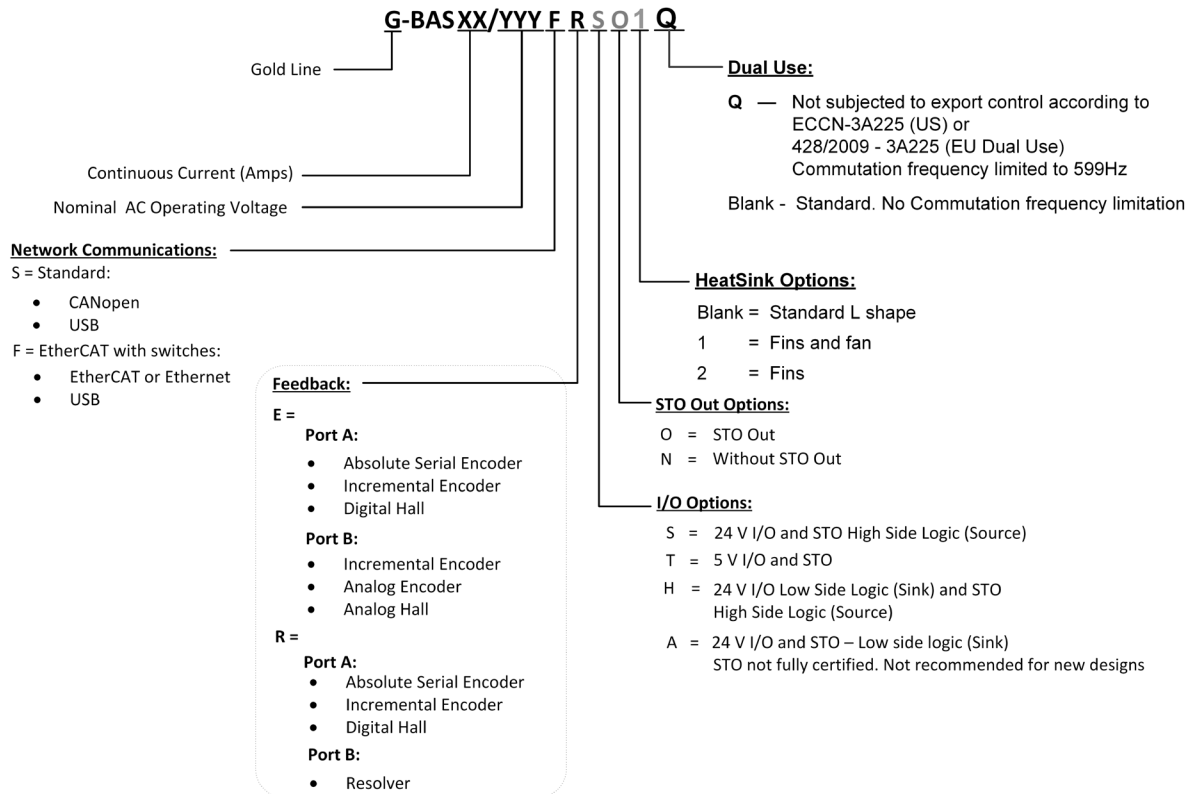 G-BASXX/YYY F R S O 1 Q
Gold Line
Continuous Current (Amps)
Nominal AC Operating Voltage
Network Communications:
S = Standard:
• CANopen
• USB
F = EtherCAT with switches:
• EtherCAT or Ethernet
• USB
Feedback:
E =
Port A:
• Absolute Serial Encoder
• Incremental Encoder
• Digital Hall
Port B:
• Incremental Encoder
• Analog Encoder
• Analog Hall
R =
Port A:
• Absolute Serial Encoder
• Incremental Encoder
• Digital Hall
Port B:
• Resolver
Dual Use:
Q — Not subjected to export control according to
ECCN-3A225 (US) or
428/2009 - 3A225 (EU Dual Use)
Commutation frequency limited to 599Hz
Blank - Standard. No Commutation frequency limitation
HeatSink Options:
Blank = Standard L shape
1 = Fins and fan
2 = Fins
STO Out Options:
O = STO Out
N = Without STO Out
I/O Options:
S = 24 V I/O and STO High Side Logic (Source)
T = 5 V I/O and STO
H = 24 V I/O Low Side Logic (Sink) and STO
High Side Logic (Source)
A = 24 V I/O and STO – Low side logic (Sink)
STO not fully certified. Not recommended for new designs